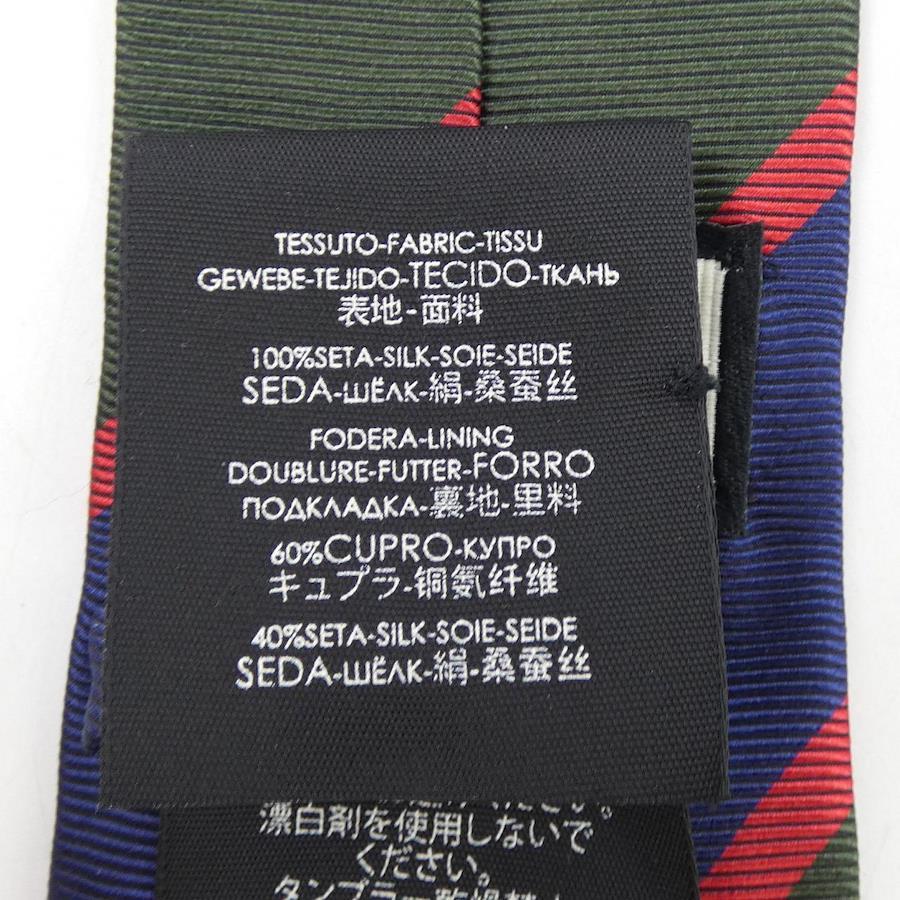 TESSUTO-FABRIC-TISSU
GEWEBE-TEJIDO-TECIDO-ТКАНЬ
表地-面料
100%SETA-SILK-SOIE-SEIDE
SEDA-ШЁЛК-絹-桑蚕丝
FODERA-LINING
DOUBLURE-FUTTER-FORRO
ПОДКЛАДКА-裏地-里料
60%CUPRO-КУПРО
キュプラ-铜氨纤维
40%SETA-SILK-SOIE-SEIDE
SEDA-ШЁЛК-絹-桑蚕丝
漂白剤を使用しないで
ください。